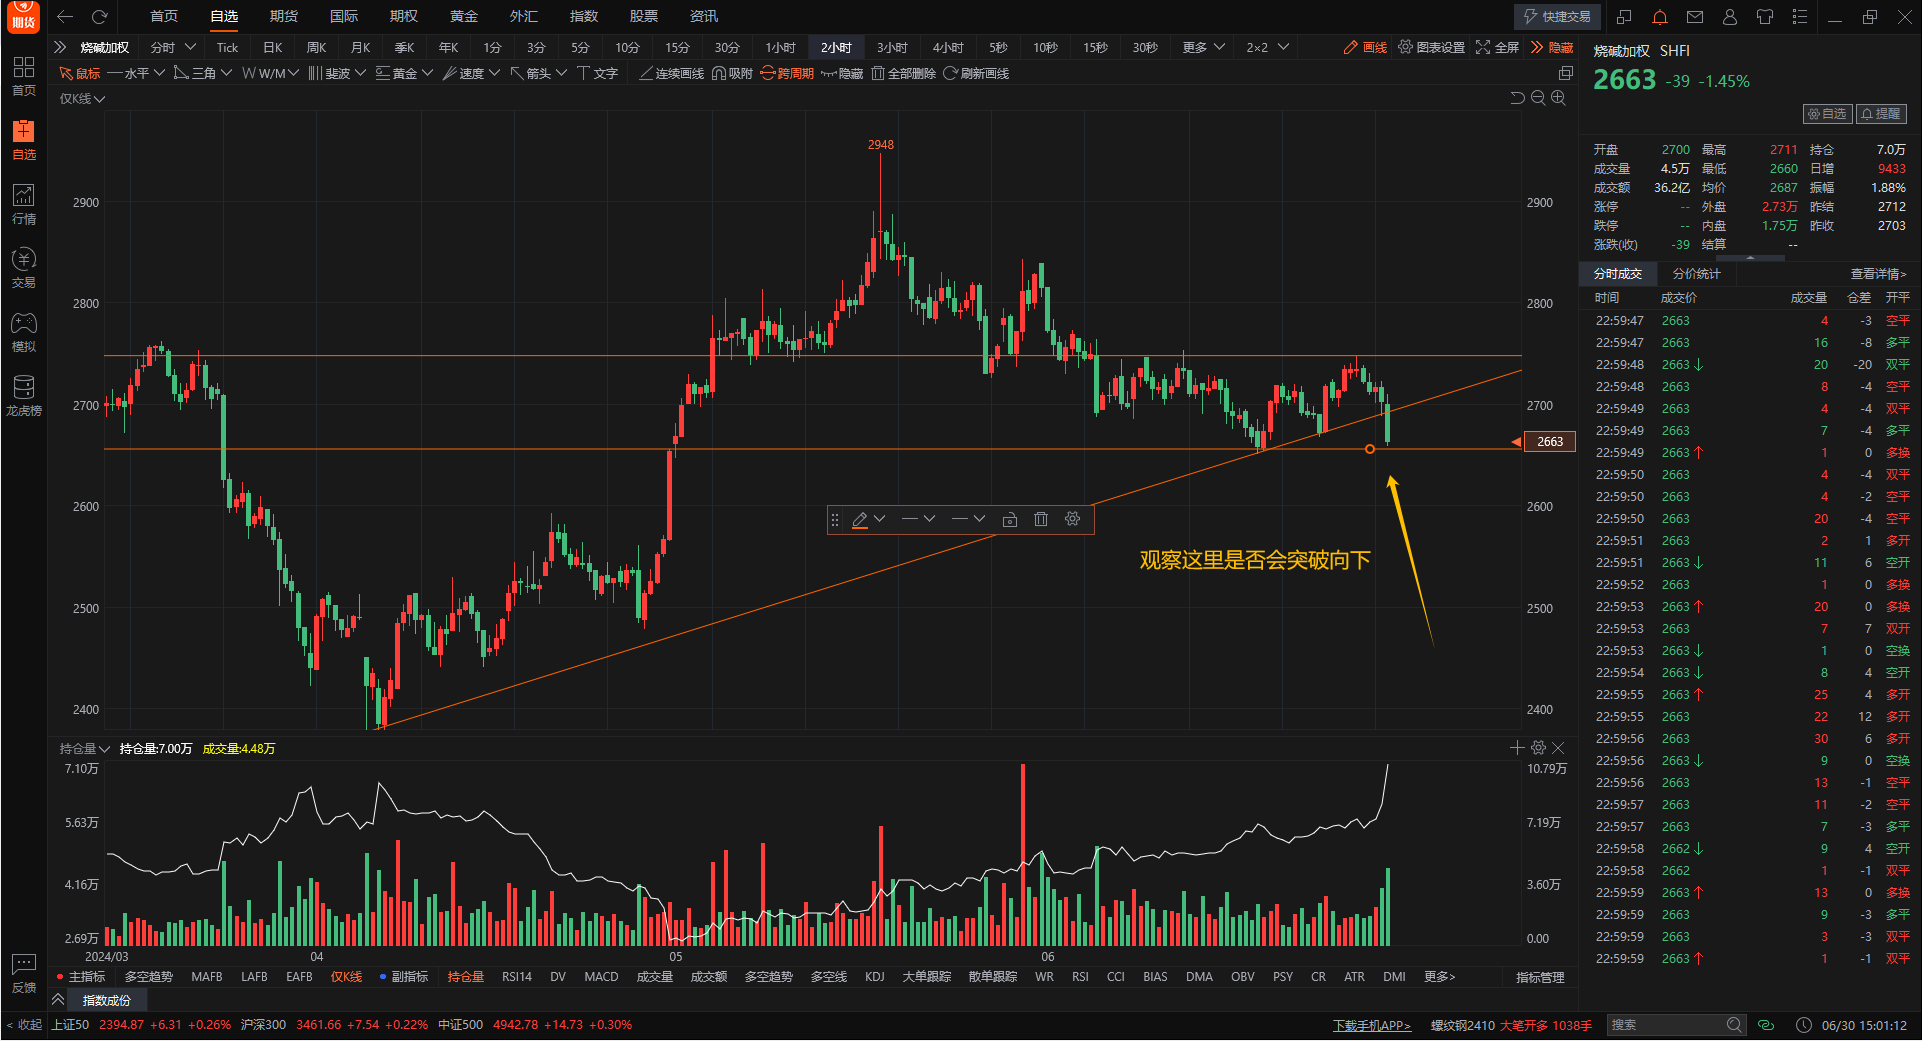 期货
首页 自选 期货 国际 期权 黄金 外汇 指数 股票 资讯 快捷交易
烧碱加权 分时 Tick 日K 周K 月K 季K 年K 1分 3分 5分 10分 15分 30分 1小时 2小时 3小时 4小时 5秒 10秒 15秒 30秒 更多 2×2 画线 图表设置 全屏 隐藏
鼠标 水平 三角 W/M 斐波 黄金 速度 箭头 文字 连续画线 吸附 跨周期 隐藏 全部删除 刷新画线
仅K线
首页
自选
行情
交易
模拟
龙虎榜
反馈
< 收起
2948
2900 2900
2800 2800
2700 2700
2663
2600 2600
观察这里是否会突破向下
2500 2500
2400 2400
持仓量 持仓量:7.00万 成交量:4.48万
7.10万 10.79万
5.63万 7.19万
4.16万 3.60万
2.69万 0.00
2024/03 04 05 06
主指标 多空趋势 MAFB LAFB EAFB 仅K线 副指标 持仓量 RSI14 DV MACD 成交量 成交额 多空趋势 多空线 KDJ 大单跟踪 散单跟踪 WR RSI CCI BIAS DMA OBV PSY CR ATR DMI 更多> 指标管理
指数成份
上证50 2394.87 +6.31 +0.26% 沪深300 3461.66 +7.54 +0.22% 中证500 4942.78 +14.73 +0.30% 下载手机APP> 螺纹钢2410 大笔开多 1038手 搜索 06/30 15:01:12
烧碱加权 SHFI
2663 -39 -1.45%
自选 提醒
开盘 2700 最高 2711 持仓 7.0万
成交量 4.5万 最低 2660 日增 9433
成交额 36.2亿 均价 2687 振幅 1.88%
涨停 -- 外盘 2.73万 昨结 2712
跌停 -- 内盘 1.75万 昨收 2703
涨跌(收) -39 结算 --
分时成交 分价统计 查看详情>
时间 成交价 成交量 仓差 开平
22:59:47 2663 4 -3 空平
22:59:47 2663 16 -8 多平
22:59:48 2663↓ 20 -20 双平
22:59:48 2663 8 -4 空平
22:59:49 2663 4 -4 双平
22:59:49 2663 7 -4 多平
22:59:49 2663↑ 1 0 多换
22:59:50 2663 4 -4 双平
22:59:50 2663 4 -2 空平
22:59:50 2663 20 -4 空平
22:59:51 2663 2 1 多开
22:59:51 2663↓ 11 6 空开
22:59:52 2663 1 0 多换
22:59:53 2663↑ 20 0 多换
22:59:53 2663 7 7 双开
22:59:53 2663↓ 1 0 空换
22:59:54 2663↓ 8 4 空开
22:59:55 2663↑ 25 4 多开
22:59:55 2663 22 12 多开
22:59:56 2663 30 6 多开
22:59:56 2663↓ 9 0 空换
22:59:56 2663 13 -1 空平
22:59:57 2663 11 -2 空平
22:59:57 2663 7 -3 多平
22:59:58 2662↓ 9 4 空开
22:59:58 2662 1 -1 双平
22:59:59 2663↑ 13 0 多换
22:59:59 2663 9 -3 多平
22:59:59 2663 3 -3 双平
22:59:59 2663↑ 1 -1 双平